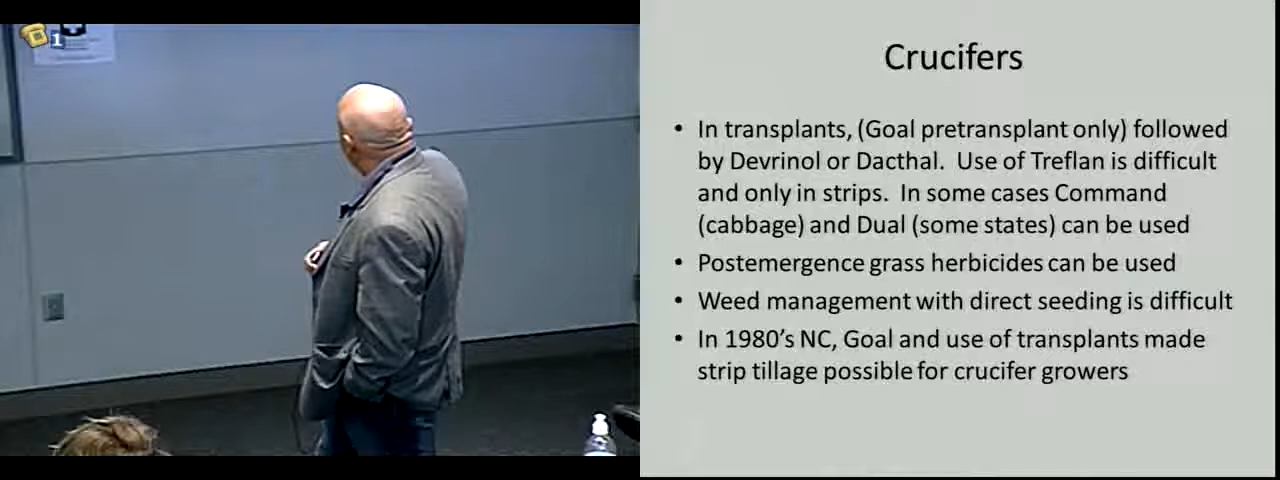 1
Crucifers
• In transplants, (Goal pretransplant only) followed
by Devrinol or Dacthal.  Use of Treflan is difficult
and only in strips.  In some cases Command
(cabbage) and Dual (some states) can be used
• Postemergence grass herbicides can be used
• Weed management with direct seeding is difficult
• In 1980’s NC, Goal and use of transplants made
strip tillage possible for crucifer growers